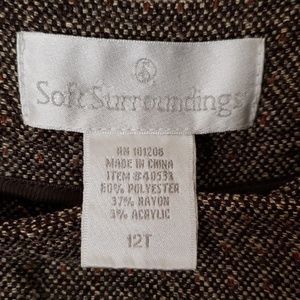 Soft Surroundings
RN 101206
MADE IN CHINA
ITEM #40533
60% POLYESTER
37% RAYON
3% ACRYLIC
12T